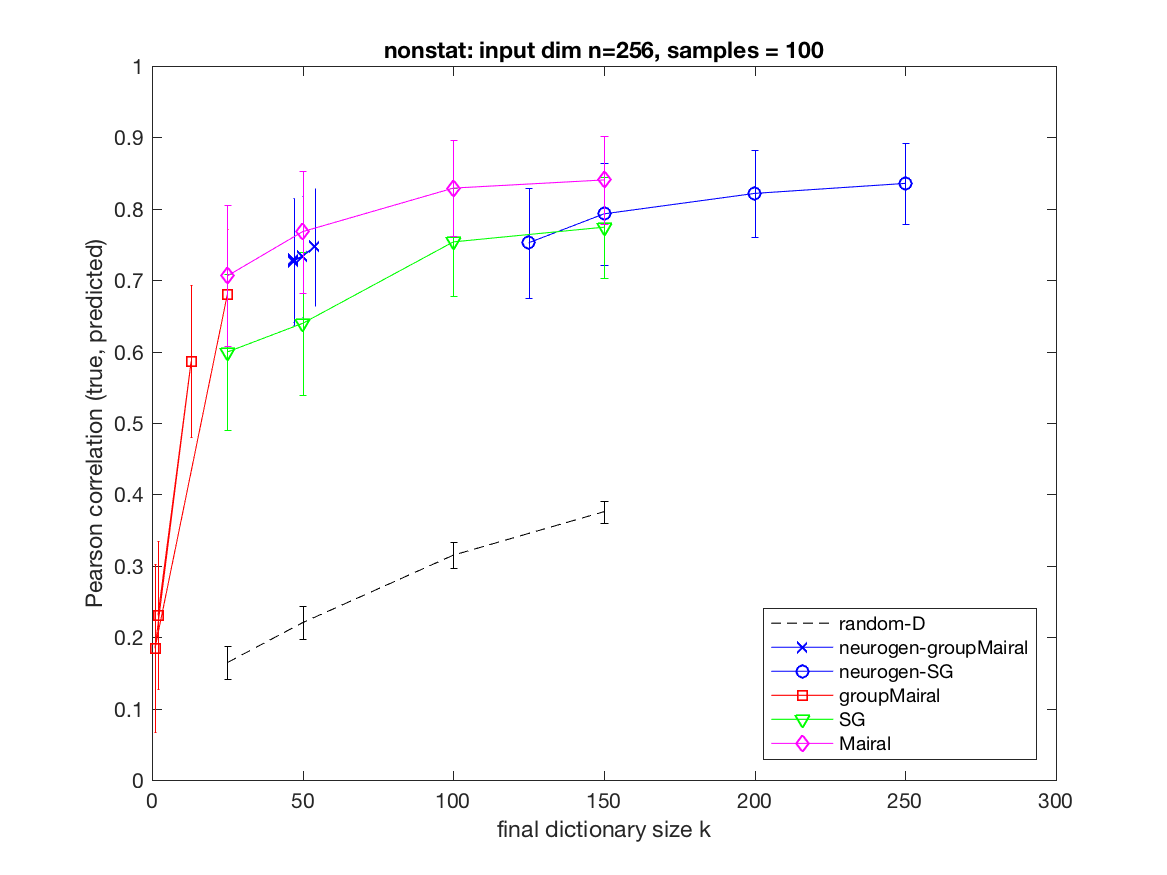 nonstat: input dim n=256, samples = 100
Pearson correlation (true, predicted)
1
0.9
0.8
0.7
0.6
0.5
0.4
0.3
0.2
0.1
0
0
50
100
150
200
250
300
final dictionary size k
random-D
neurogen-groupMairal
neurogen-SG
groupMairal
SG
Mairal